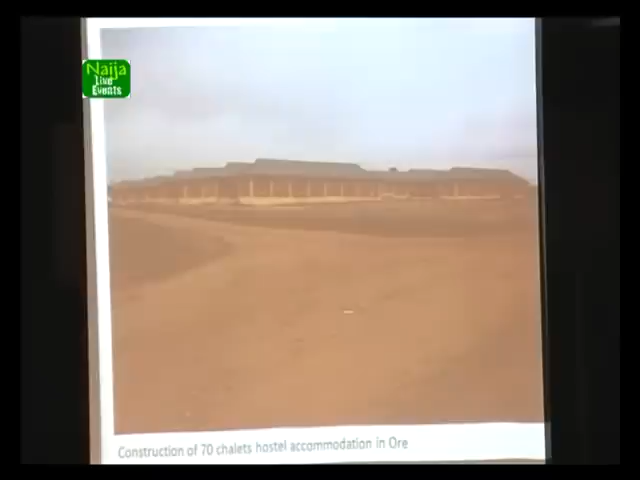 Naija
Live
Events
Construction of 70 chalets hostel accommodation in Ore